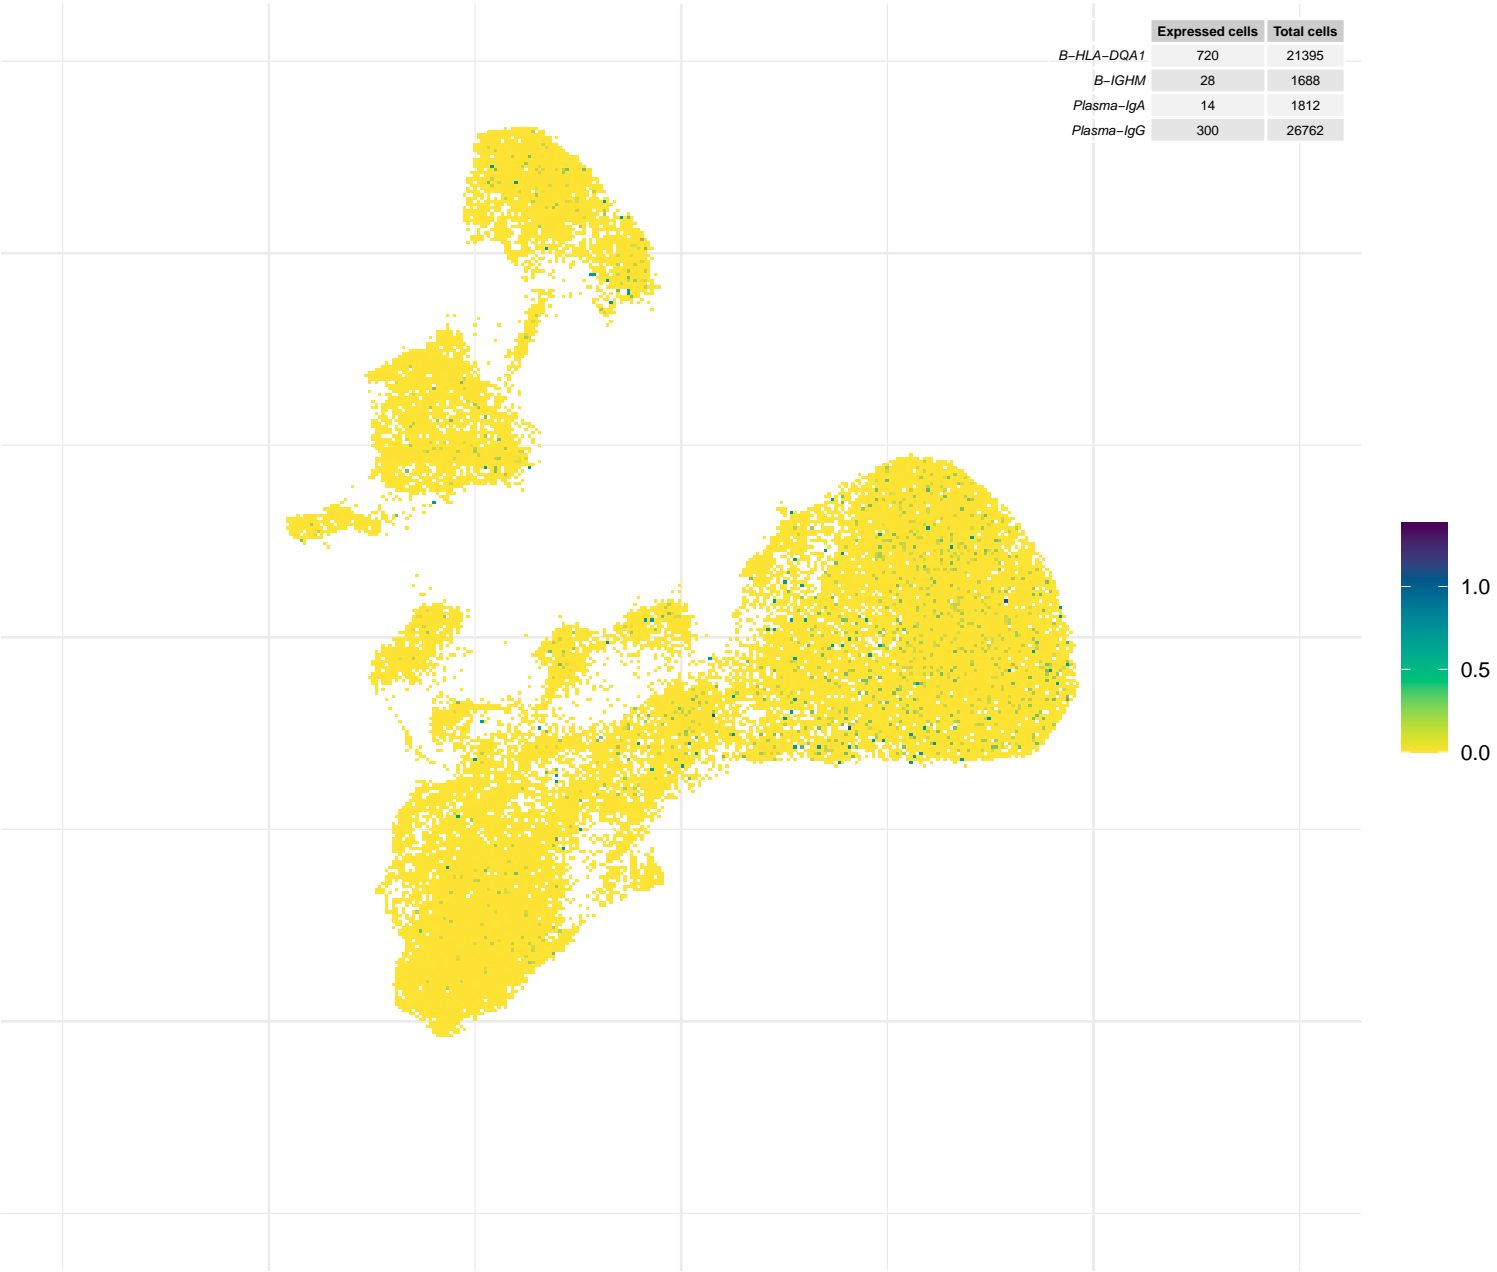 Expressed cells Total cells
B−HLA−DQA1 720 21395
B−IGHM 28 1688
Plasma−IgA 14 1812
Plasma−IgG 300 26762
1.0
0.5
0.0